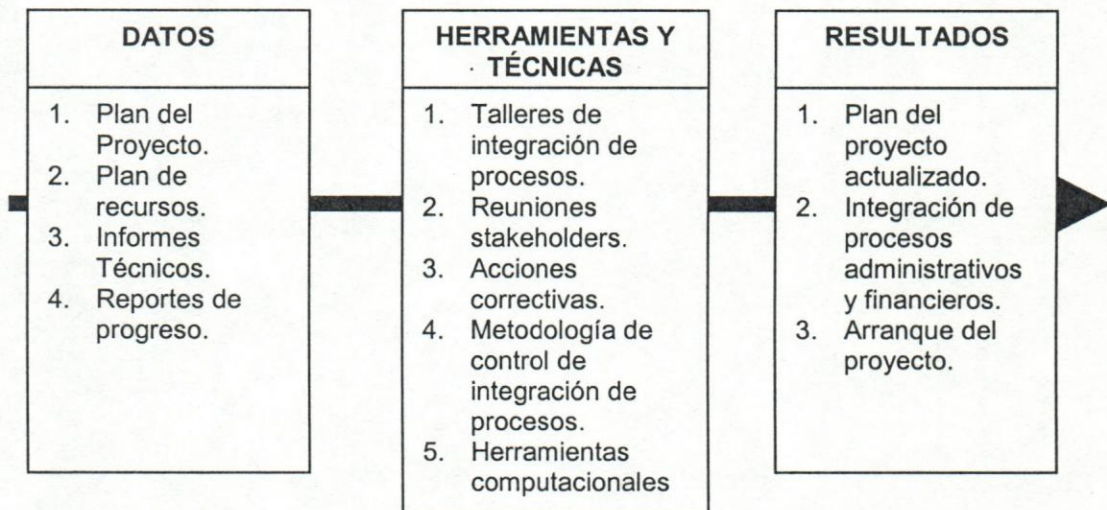 DATOS
1. Plan del
Proyecto.
2. Plan de
recursos.
3. Informes
Técnicos.
4. Reportes de
progreso.
HERRAMIENTAS Y
TÉCNICAS
1. Talleres de
integración de
procesos.
2. Reuniones
stakeholders.
3. Acciones
correctivas.
4. Metodología de
control de
integración de
procesos.
5. Herramientas
computacionales
RESULTADOS
1. Plan del
proyecto
actualizado.
2. Integración de
procesos
administrativos
y financieros.
3. Arranque del
proyecto.